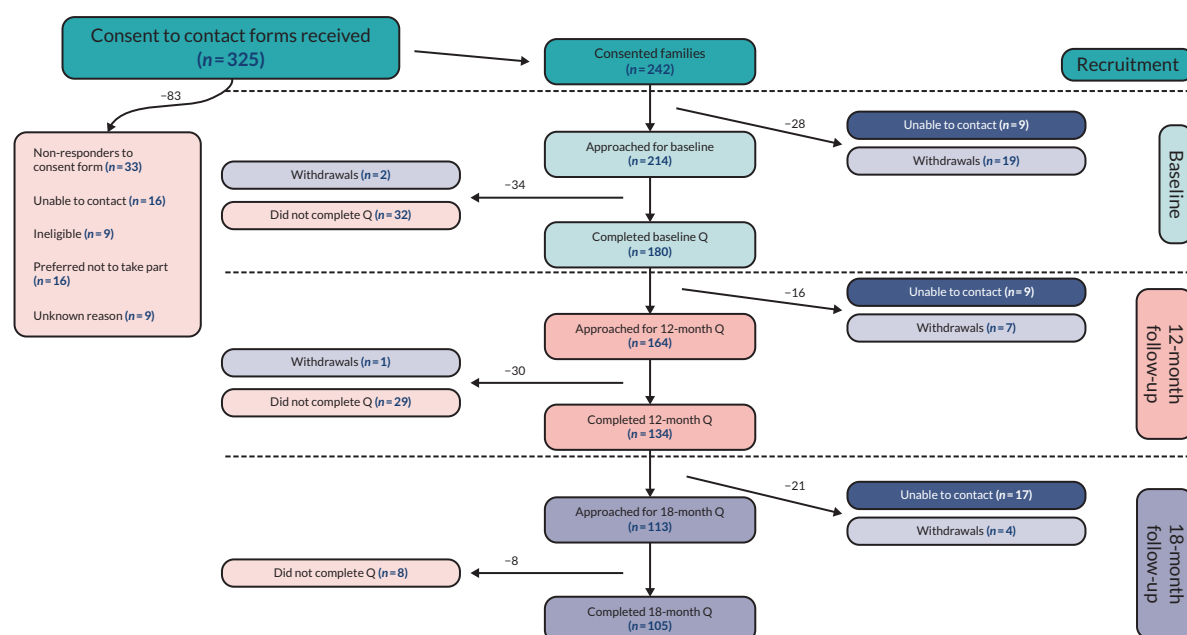 Consent to contact forms received
(n=325)
Consented families
(n=242)
Recruitment
−83
Non-responders to
consent form (n=33)
Unable to contact (n=16)
Ineligible (n=9)
Preferred not to take part
(n=16)
Unknown reason (n=9)
−28
Unable to contact (n=9)
Withdrawals (n=19)
Approached for baseline
(n=214)
Baseline
−34
Withdrawals (n=2)
Did not complete Q (n=32)
Completed baseline Q
(n=180)
−16
Unable to contact (n=9)
Withdrawals (n=7)
Approached for 12-month Q
(n=164)
12-month
follow-up
−30
Withdrawals (n=1)
Did not complete Q (n=29)
Completed 12-month Q
(n=134)
−21
Unable to contact (n=17)
Withdrawals (n=4)
Approached for 18-month Q
(n=113)
18-month
follow-up
−8
Did not complete Q (n=8)
Completed 18-month Q
(n=105)